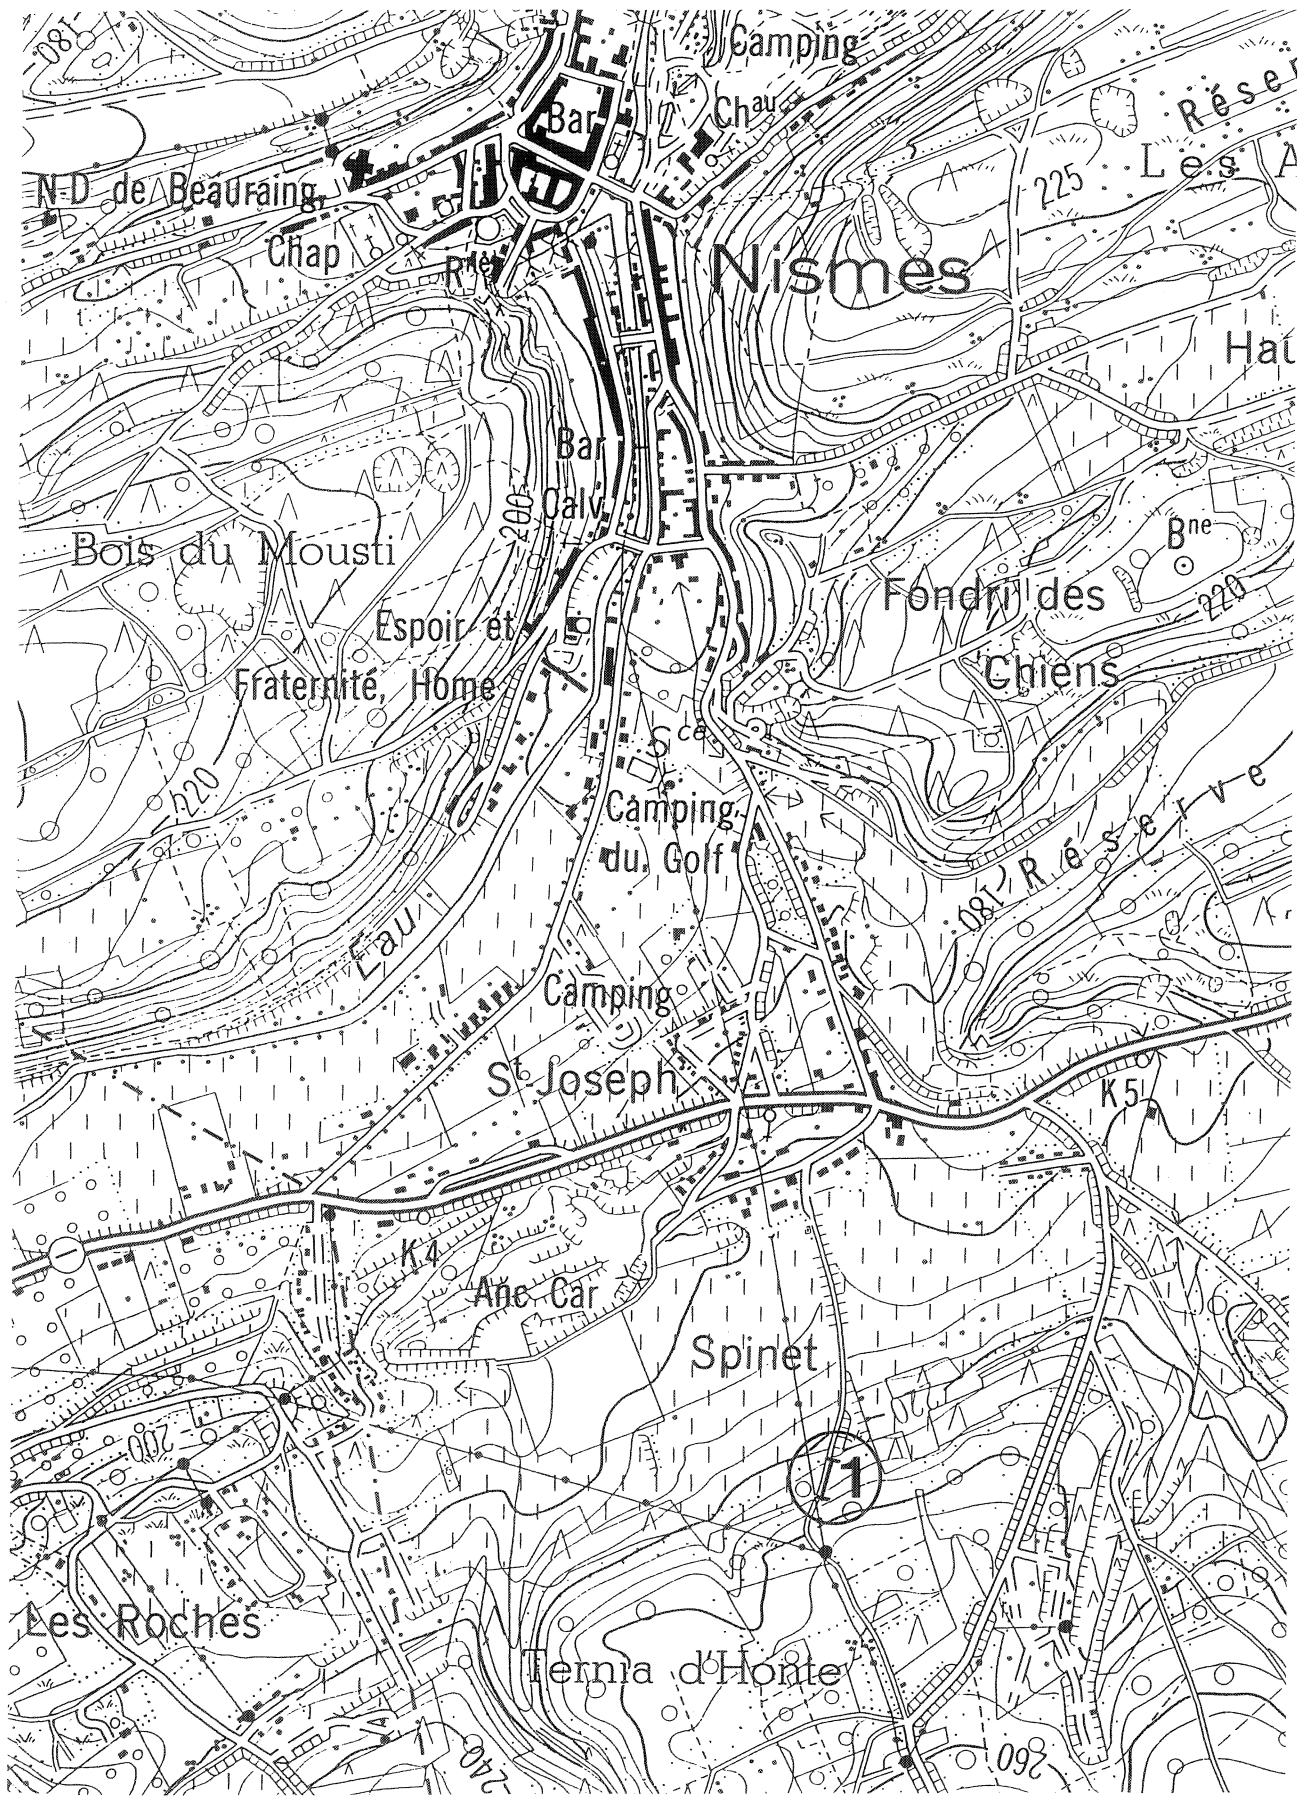 180
Camping
Bar
Chau
Réser
Les A
N-D de Beauraing,
225
Chap
Rnes
Nismes
Hau
Bar
200
Calv
Bne
Bois du Mousti
Fondri des
220
Espoir et
Chiens
Fraternité, Home
Sce
220
Réserve
Camping
du Golf
180
Eau
Camping
St Joseph
K5
K4
Anc Car
Spinet
200
1
Les Roches
Ternia d'Honte
240
260